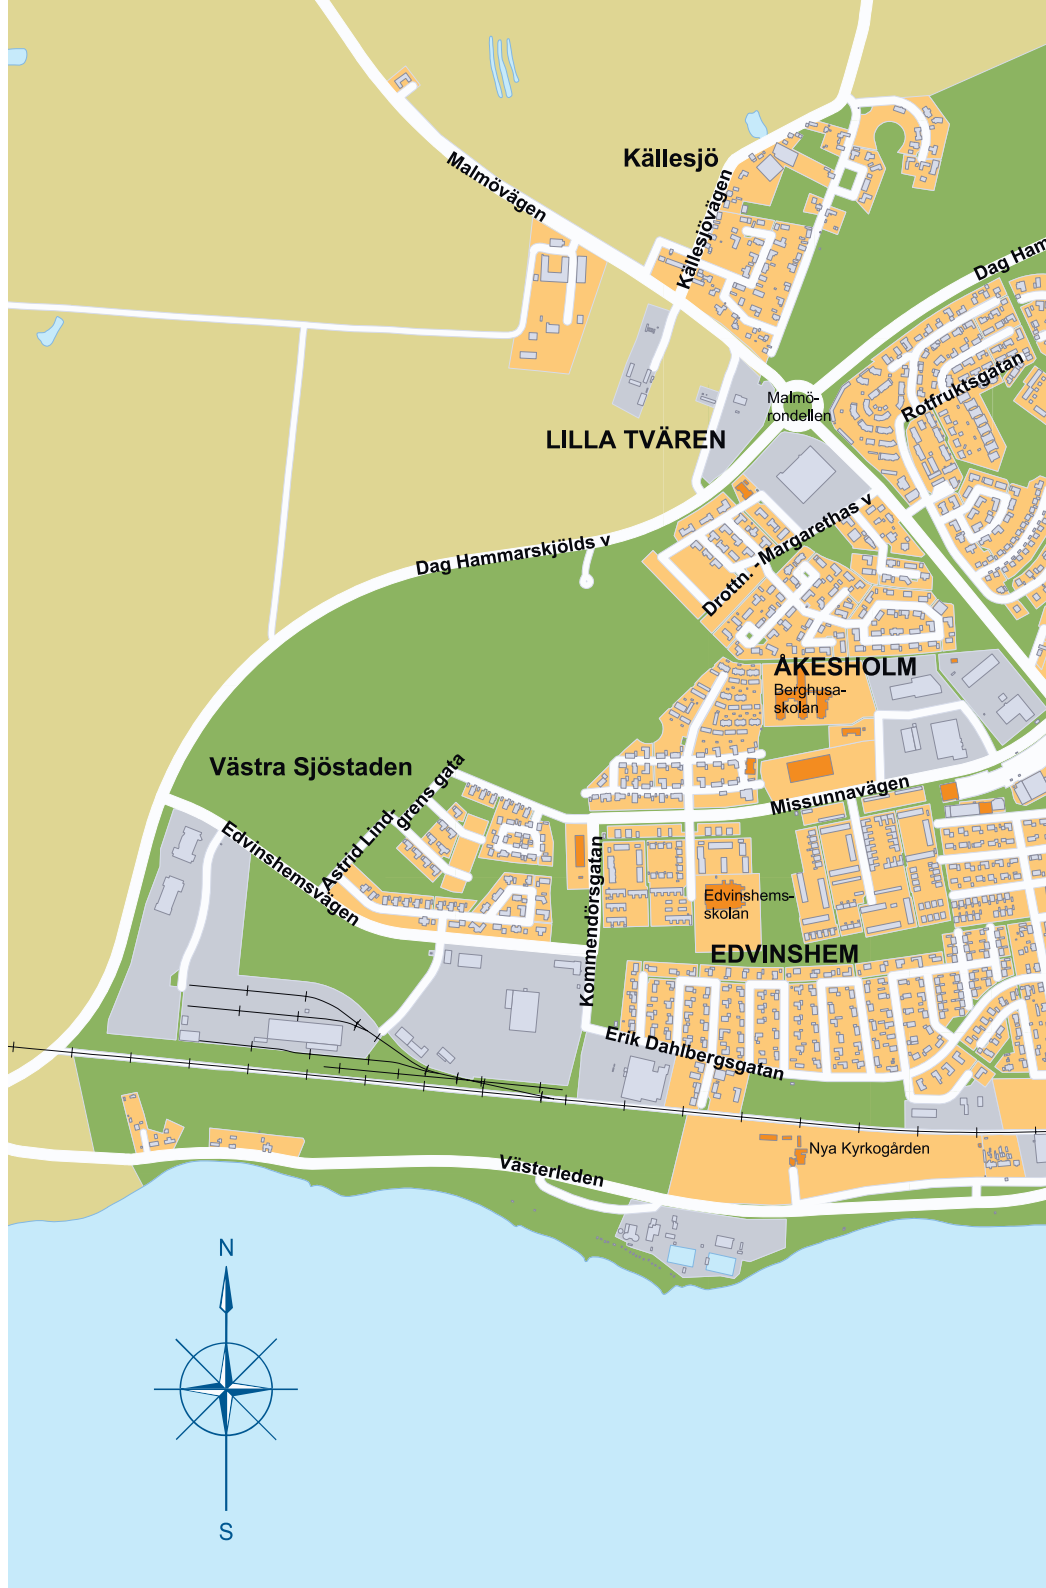 Källesjö
Malmövägen
Källesjövägen
Dag Ham
Malmö-
rondellen
Rotfruktsgatan
LILLA TVÄREN
Dag Hammarskjölds v
Drottn. -Margarethas v
ÅKESHOLM
Berghusa-
skolan
Västra Sjöstaden
Astrid Lind-
grens gata
Missunnavägen
Edvinshemsvägen
Kommendörsgatan
Edvinshems-
skolan
EDVINSHEM
Erik Dahlbergsgatan
Nya Kyrkogården
Västerleden
N
S